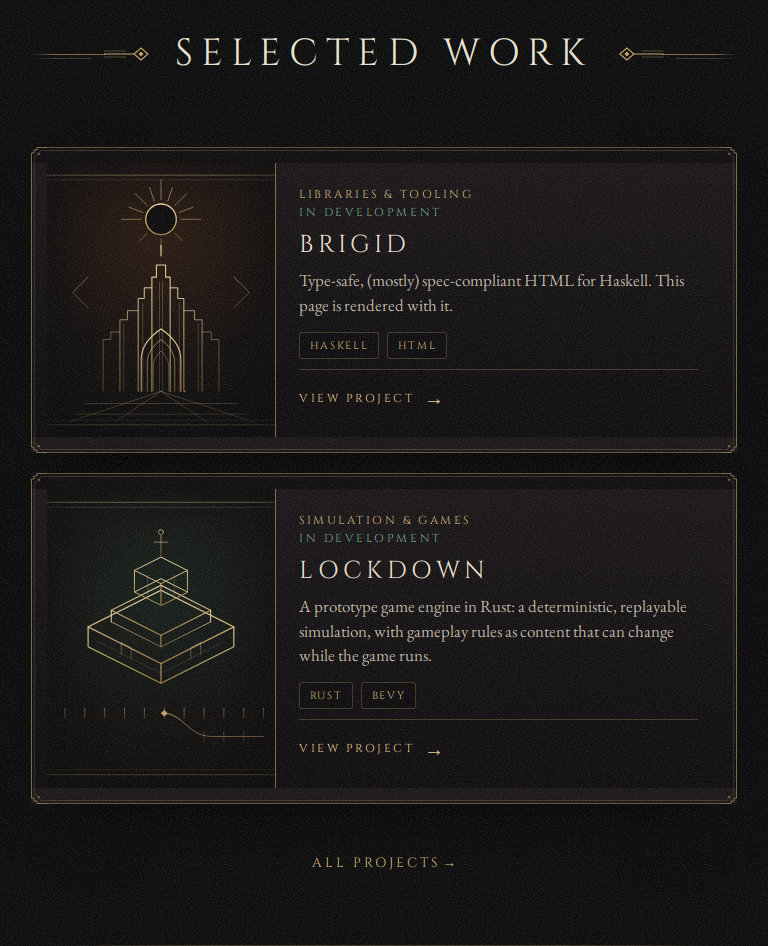 SELECTED WORK
LIBRARIES & TOOLING
IN DEVELOPMENT
BRIGID
Type-safe, (mostly) spec-compliant HTML for Haskell. This
page is rendered with it.
HASKELL HTML
VIEW PROJECT →
SIMULATION & GAMES
IN DEVELOPMENT
LOCKDOWN
A prototype game engine in Rust: a deterministic, replayable
simulation, with gameplay rules as content that can change
while the game runs.
RUST BEVY
VIEW PROJECT →
ALL PROJECTS →